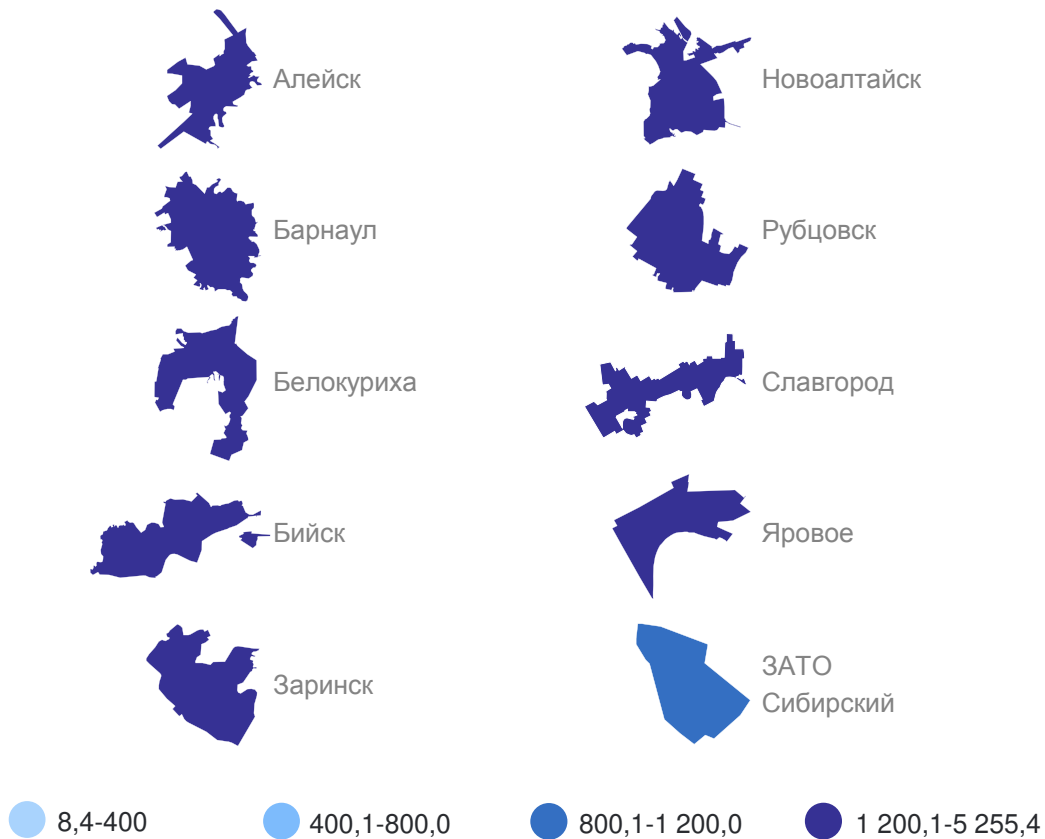 Алейск
Новоалтайск
Барнаул
Рубцовск
Белокуриха
Славгород
Бийск
Яровое
Заринск
ЗАТО
Сибирский
8,4-400
400,1-800,0
800,1-1 200,0
1 200,1-5 255,4